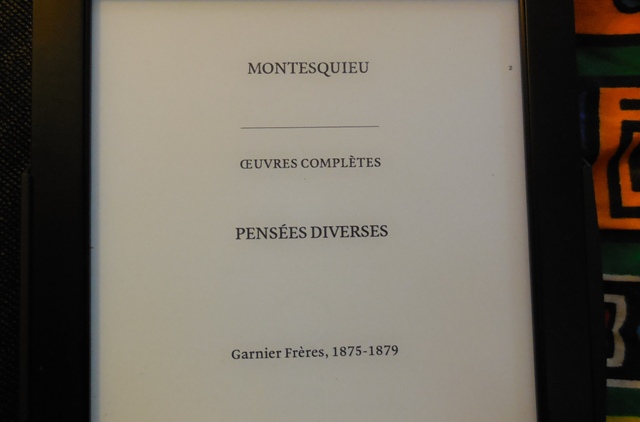 MONTESQUIEU
ŒUVRES COMPLÈTES
PENSÉES DIVERSES
Garnier Frères, 1875-1879